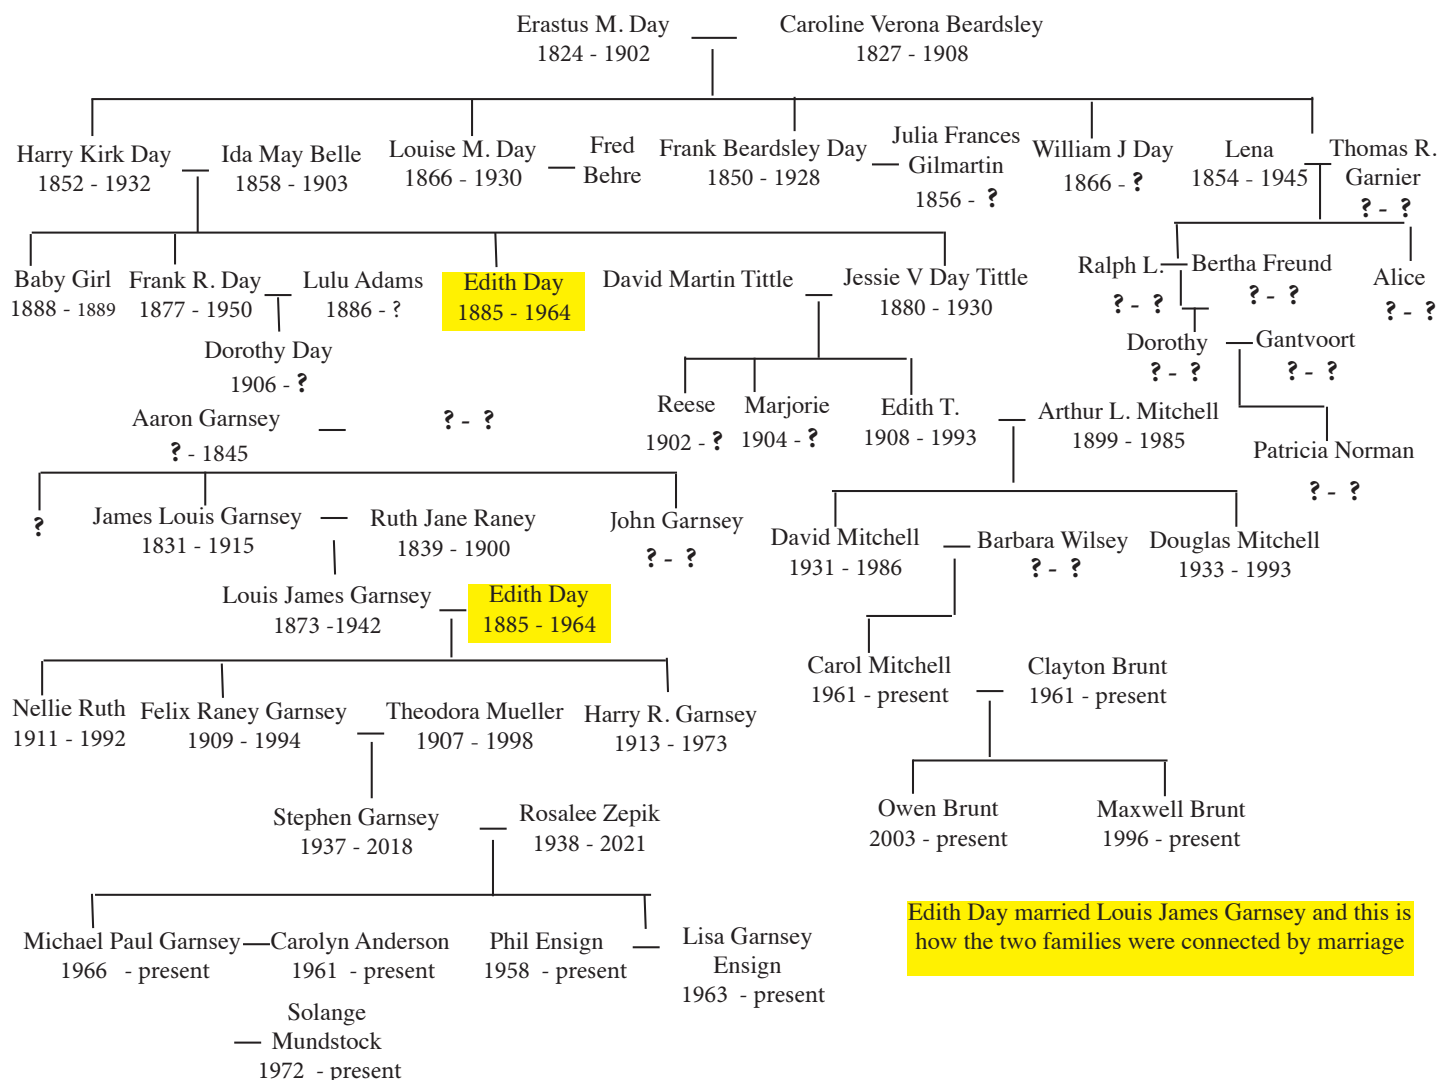 Erastus M. Day
1824 - 1902
Caroline Verona Beardsley
1827 - 1908
Harry Kirk Day
1852 - 1932
Ida May Belle
1858 - 1903
Louise M. Day
1866 - 1930
Fred
Behre
Frank Beardsley Day
1850 - 1928
Julia Frances
Gilmartin
1856 - ?
William J Day
1866 - ?
Lena
1854 - 1945
Thomas R.
Garnier
? - ?
Baby Girl
1888 - 1889
Frank R. Day
1877 - 1950
Lulu Adams
1886 - ?
Edith Day
1885 - 1964
David Martin Tittle
Jessie V Day Tittle
1880 - 1930
Ralph L.
? - ?
Bertha Freund
? - ?
Alice
? - ?
Dorothy Day
1906 - ?
Dorothy
? - ?
Gantvoort
? - ?
Reese
1902 - ?
Marjorie
1904 - ?
Edith T.
1908 - 1993
Arthur L. Mitchell
1899 - 1985
Patricia Norman
? - ?
Aaron Garnsey
? - 1845
? - ?
?
James Louis Garnsey
1831 - 1915
Ruth Jane Raney
1839 - 1900
John Garnsey
? - ?
David Mitchell
1931 - 1986
Barbara Wilsey
? - ?
Douglas Mitchell
1933 - 1993
Louis James Garnsey
1873 -1942
Edith Day
1885 - 1964
Carol Mitchell
1961 - present
Clayton Brunt
1961 - present
Nellie Ruth
1911 - 1992
Felix Raney Garnsey
1909 - 1994
Theodora Mueller
1907 - 1998
Harry R. Garnsey
1913 - 1973
Owen Brunt
2003 - present
Maxwell Brunt
1996 - present
Stephen Garnsey
1937 - 2018
Rosalee Zepik
1938 - 2021
Michael Paul Garnsey
1966 - present
Carolyn Anderson
1961 - present
Phil Ensign
1958 - present
Lisa Garnsey
Ensign
1963 - present
Solange
Mundstock
1972 - present
Edith Day married Louis James Garnsey and this is
how the two families were connected by marriage